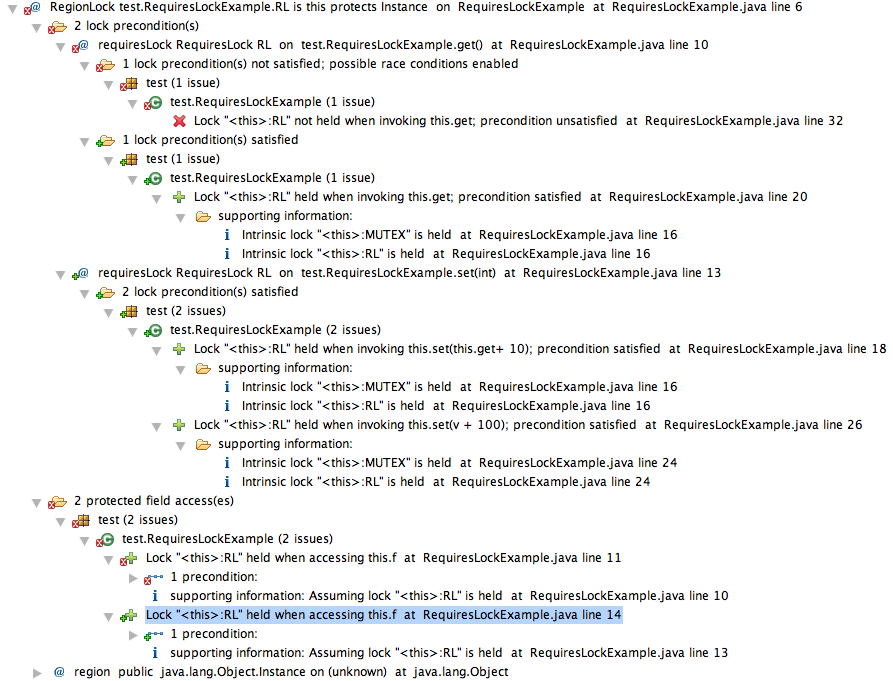 RegionLock test.RequiresLockExample.RL is this protects Instance on RequiresLockExample at RequiresLockExample.java line 6
2 lock precondition(s)
requiresLock RequiresLock RL on test.RequiresLockExample.get() at RequiresLockExample.java line 10
1 lock precondition(s) not satisfied; possible race conditions enabled
test (1 issue)
test.RequiresLockExample (1 issue)
Lock "<this>:RL" not held when invoking this.get; precondition unsatisfied at RequiresLockExample.java line 32
1 lock precondition(s) satisfied
test (1 issue)
test.RequiresLockExample (1 issue)
Lock "<this>:RL" held when invoking this.get; precondition satisfied at RequiresLockExample.java line 20
supporting information:
Intrinsic lock "<this>:MUTEX" is held at RequiresLockExample.java line 16
Intrinsic lock "<this>:RL" is held at RequiresLockExample.java line 16
requiresLock RequiresLock RL on test.RequiresLockExample.set(int) at RequiresLockExample.java line 13
2 lock precondition(s) satisfied
test (2 issues)
test.RequiresLockExample (2 issues)
Lock "<this>:RL" held when invoking this.set(this.get+ 10); precondition satisfied at RequiresLockExample.java line 18
supporting information:
Intrinsic lock "<this>:MUTEX" is held at RequiresLockExample.java line 16
Intrinsic lock "<this>:RL" is held at RequiresLockExample.java line 16
Lock "<this>:RL" held when invoking this.set(v + 100); precondition satisfied at RequiresLockExample.java line 26
supporting information:
Intrinsic lock "<this>:MUTEX" is held at RequiresLockExample.java line 24
Intrinsic lock "<this>:RL" is held at RequiresLockExample.java line 24
2 protected field access(es)
test (2 issues)
test.RequiresLockExample (2 issues)
Lock "<this>:RL" held when accessing this.f at RequiresLockExample.java line 11
1 precondition:
supporting information: Assuming lock "<this>:RL" is held at RequiresLockExample.java line 10
Lock "<this>:RL" held when accessing this.f at RequiresLockExample.java line 14
1 precondition:
supporting information: Assuming lock "<this>:RL" is held at RequiresLockExample.java line 13
region public java.lang.Object.Instance on (unknown) at java.lang.Object